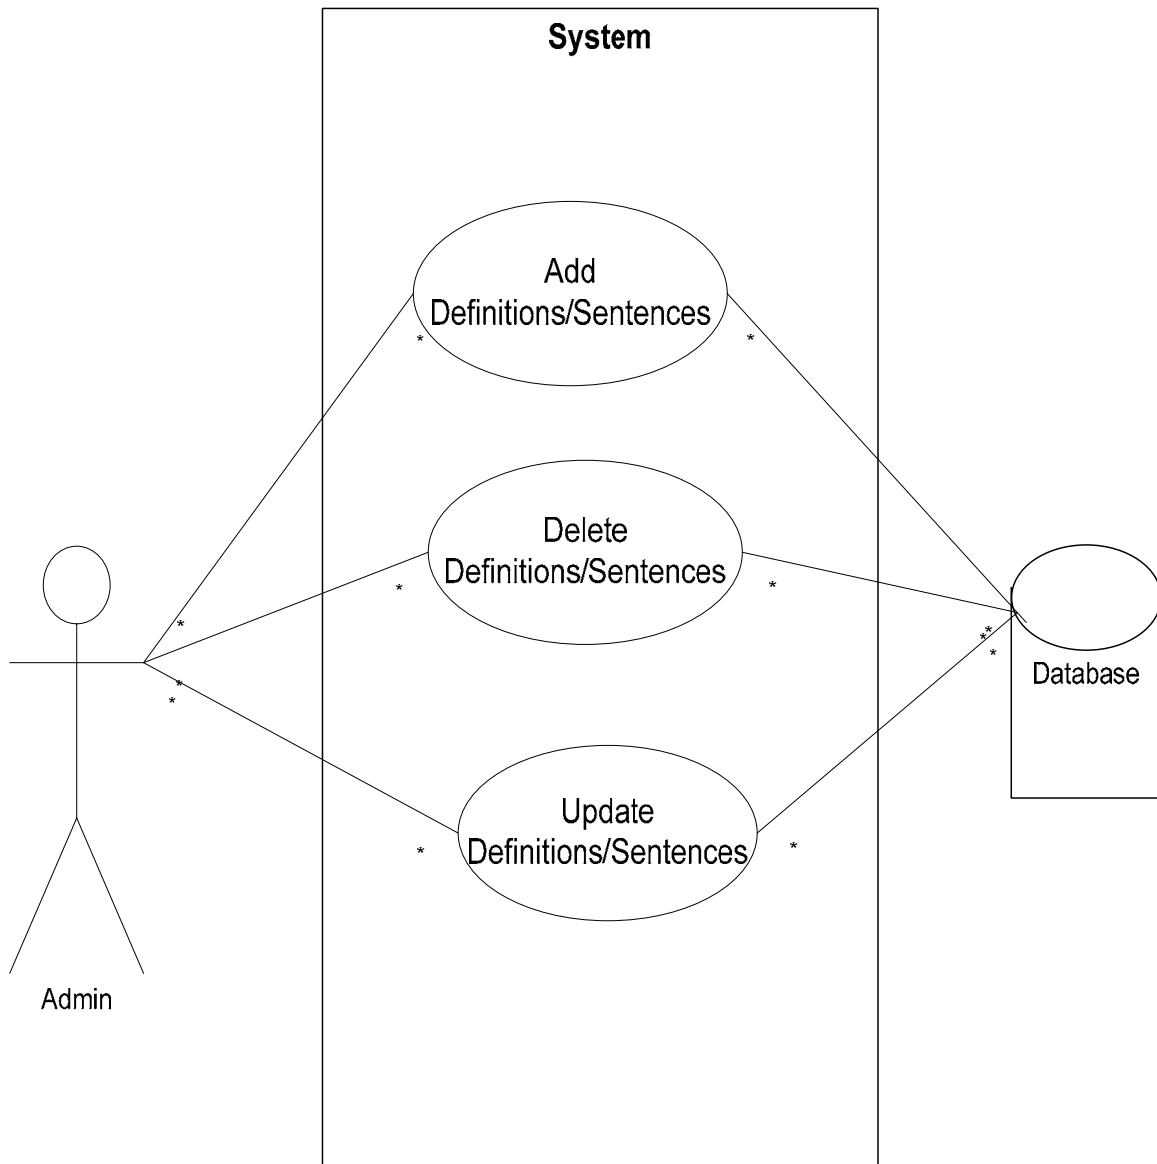 System
Add
Definitions/Sentences
*
*
Delete
Definitions/Sentences
*
*
*
*
*
*
*
*
Database
Update
Definitions/Sentences
*
*
Admin